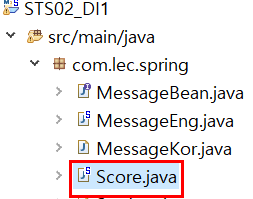 STS02_DI1
src/main/java
com.lec.spring
MessageBean.java
MessageEng.java
MessageKor.java
Score.java